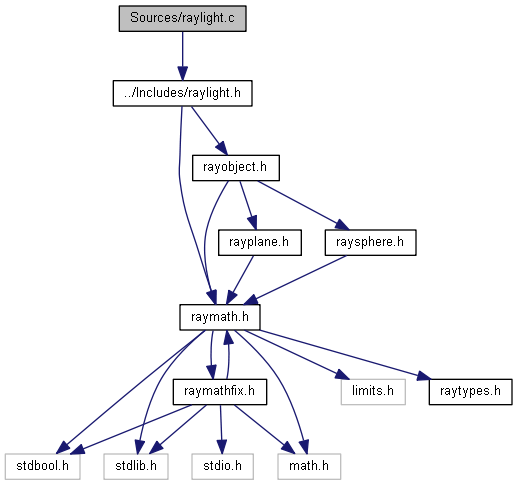 Sources/raylight.c
../Includes/raylight.h
rayobject.h
rayplane.h
raysphere.h
raymath.h
raymathfix.h
limits.h
raytypes.h
stdbool.h
stdlib.h
stdio.h
math.h